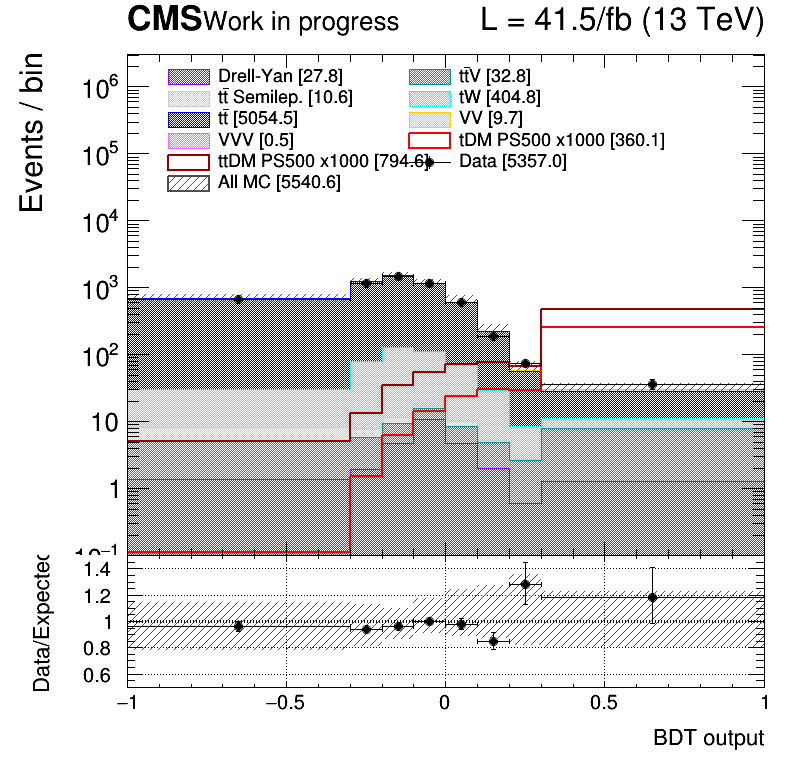 CMS Work in progress L = 41.5/fb (13 TeV)
Events / bin
Drell-Yan [27.8] tt̄V [32.8]
tt̄ Semilep. [10.6] tW [404.8]
tt̄ [5054.5] VV [9.7]
VVV [0.5] tDM PS500 x1000 [360.1]
ttDM PS500 x1000 [794.6] Data [5357.0]
All MC [5540.6]
10⁶
10⁵
10⁴
10³
10²
10
1
10⁻¹
Data/Expected
1.4
1.2
1
0.8
0.6
−1 −0.5 0 0.5 1
BDT output